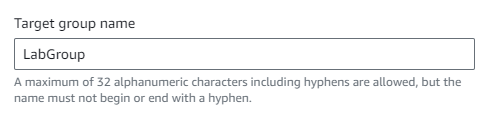 Target group name
LabGroup
A maximum of 32 alphanumeric characters including hyphens are allowed, but the
name must not begin or end with a hyphen.